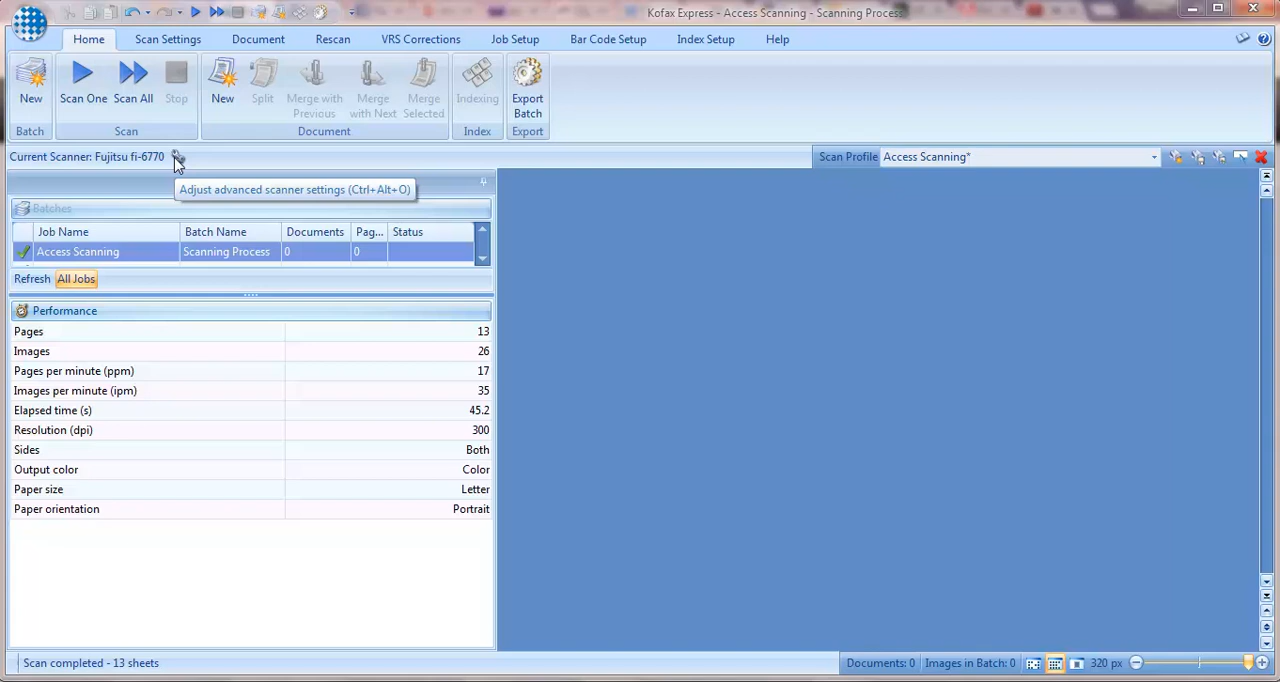 Kofax Express - Access Scanning - Scanning Process
Home Scan Settings Document Rescan VRS Corrections Job Setup Bar Code Setup Index Setup Help
New Scan One Scan All Stop New Split Merge with Previous Merge with Next Merge Selected Indexing Export Batch
Batch Scan Document Index Export
Current Scanner: Fujitsu fi-6770 Scan Profile Access Scanning*
Adjust advanced scanner settings (Ctrl+Alt+O)
Batches
Job Name Batch Name Documents Pag... Status
Access Scanning Scanning Process 0 0
Refresh All Jobs
Performance
Pages 13
Images 26
Pages per minute (ppm) 17
Images per minute (ipm) 35
Elapsed time (s) 45.2
Resolution (dpi) 300
Sides Both
Output color Color
Paper size Letter
Paper orientation Portrait
Scan completed - 13 sheets Documents: 0 Images in Batch: 0 320 px